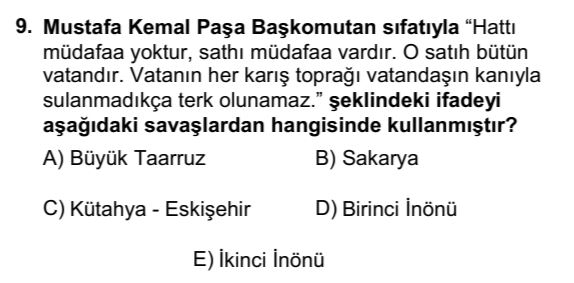 9. Mustafa Kemal Paşa Başkomutan sıfatıyla “Hattı
müdafaa yoktur, sathı müdafaa vardır. O satıh bütün
vatandır. Vatanın her karış toprağı vatandaşın kanıyla
sulanmadıkça terk olunamaz.” şeklindeki ifadeyi
aşağıdaki savaşlardan hangisinde kullanmıştır?
A) Büyük Taarruz B) Sakarya
C) Kütahya - Eskişehir D) Birinci İnönü
E) İkinci İnönü